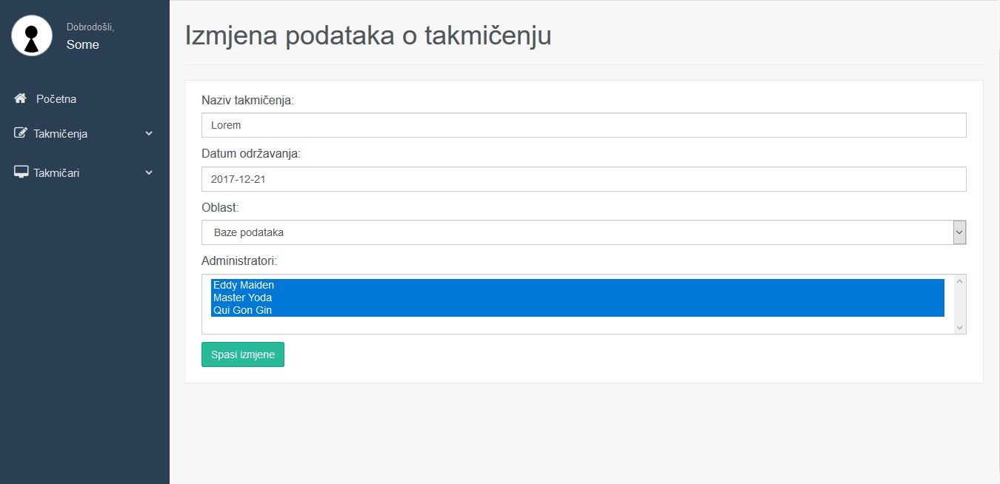 Dobrodošli,
Some
Početna
Takmičenja
Takmičari
Izmjena podataka o takmičenju
Naziv takmičenja:
Lorem
Datum održavanja:
2017-12-21
Oblast:
Baze podataka
Administratori:
Eddy Maiden
Master Yoda
Qui Gon Gin
Spasi izmjene